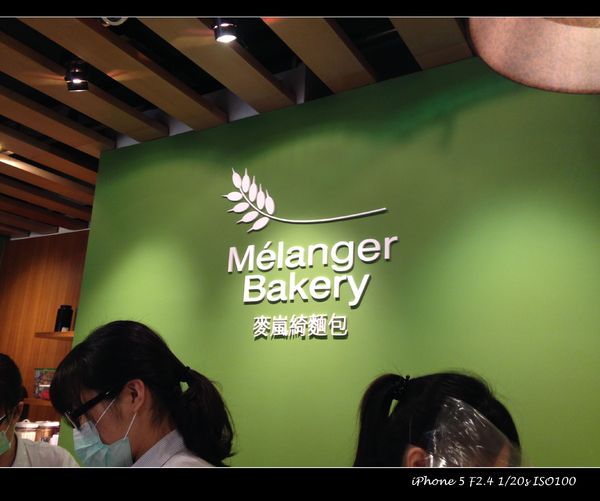 Mélanger
Bakery
麥嵐綺麵包
iPhone 5 F2.4 1/20s ISO100